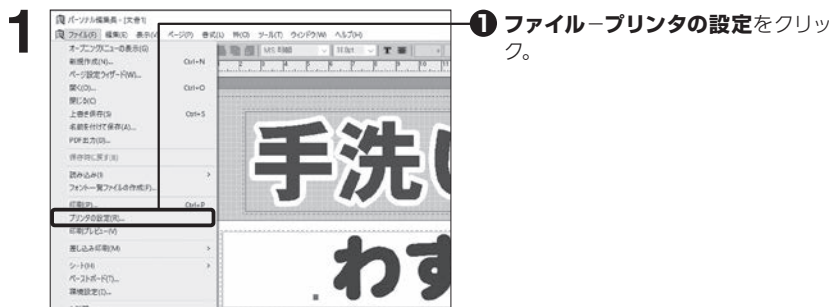 1
❶ ファイル−プリンタの設定をクリッ
ク。
パーソナル編集長 - [文書1]
ファイル(F) 編集(E) 表示(V) ページ(P) 書式(L) 枠(O) ツール(T) ウインドウ(W) ヘルプ(H)
オープニングメニューの表示(G)
新規作成(N)... Ctrl+N
ページ設定ウィザード(W)...
開く(O)... Ctrl+O
閉じる(C)
上書き保存(S) Ctrl+S
名前を付けて保存(A)...
PDF出力(D)...
保存時に戻す(B)
読み込み(I) >
フォント一覧ファイルの作成(F)...
印刷(P)... Ctrl+P
プリンタの設定(R)...
印刷プレビュー(V)
差し込み印刷(M) >
シート(H) >
ペーストボード(T)...
環境設定(I)...
手洗い
わず